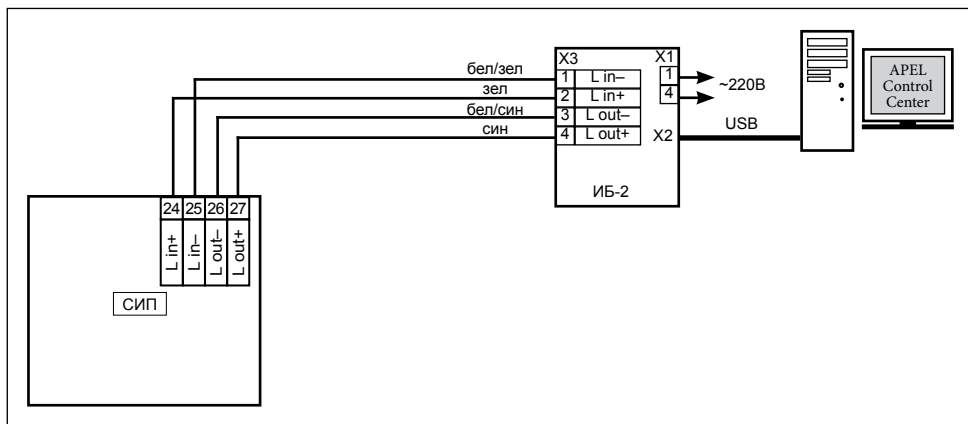 X3
X1
1 L in–
2 L in+
3 L out–
4 L out+
1
4
X2
ИБ-2
бел/зел
зел
бел/син
син
~220В
USB
APEL
Control
Center
24 25 26 27
L in+
L in–
L out–
L out+
СИП